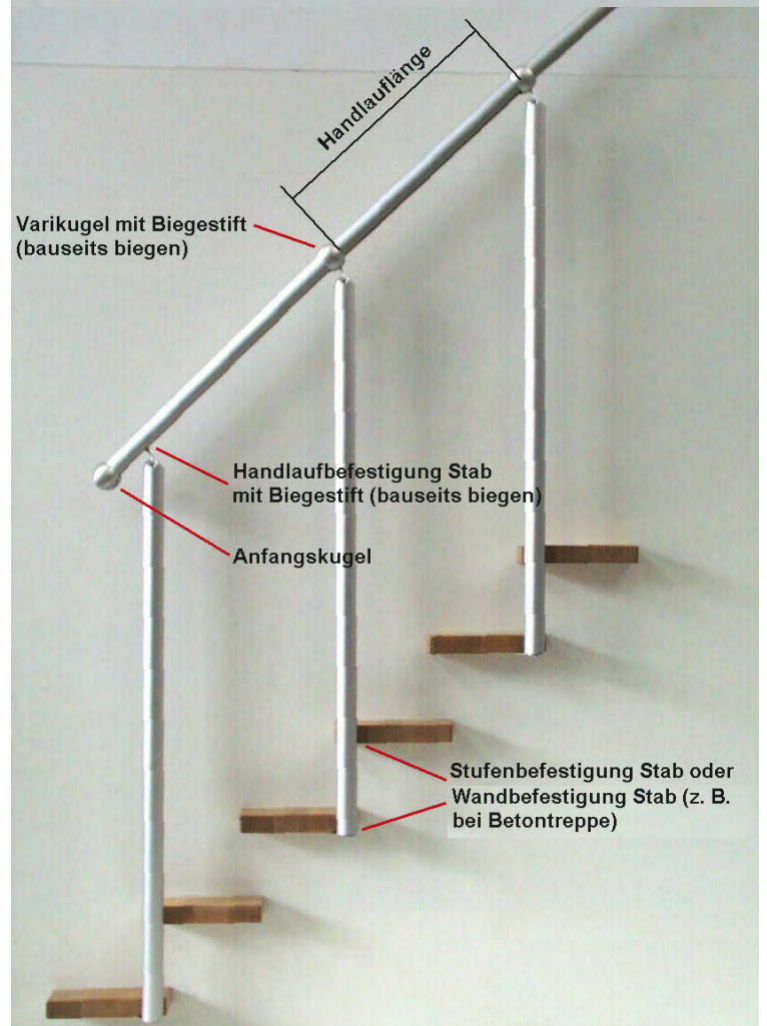 Handlauflänge
Varikugel mit Biegestift
(bauseits biegen)
Handlaufbefestigung Stab
mit Biegestift (bauseits biegen)
Anfangskugel
Stufenbefestigung Stab oder
Wandbefestigung Stab (z. B.
bei Betontreppe)